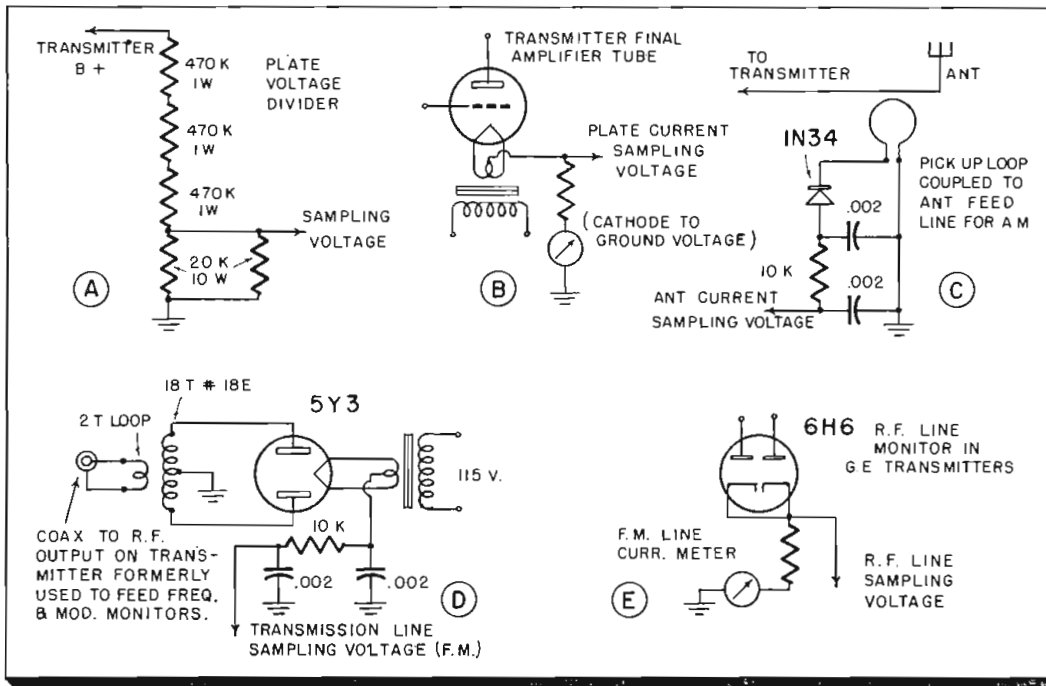 TRANSMITTER
B +
470 K
1W
470 K
1W
470 K
1W
PLATE
VOLTAGE
DIVIDER
SAMPLING
VOLTAGE
20 K
10 W
A
TRANSMITTER FINAL
AMPLIFIER TUBE
PLATE CURRENT
SAMPLING
VOLTAGE
(CATHODE TO
GROUND VOLTAGE)
B
TO
TRANSMITTER
ANT
1N34
PICK UP LOOP
COUPLED TO
ANT FEED
LINE FOR A M
.002
10 K
.002
ANT CURRENT
SAMPLING VOLTAGE
C
18 T # 18E
2 T LOOP
5Y3
115 V.
COAX TO R.F.
OUTPUT ON TRANS-
MITTER FORMERLY
USED TO FEED FREQ.
& MOD. MONITORS.
10 K
.002
.002
D
TRANSMISSION LINE
SAMPLING VOLTAGE (F.M.)
6H6
R.F. LINE
MONITOR IN
G.E TRANSMITTERS
F.M. LINE
CURR. METER
E
R.F. LINE
SAMPLING
VOLTAGE